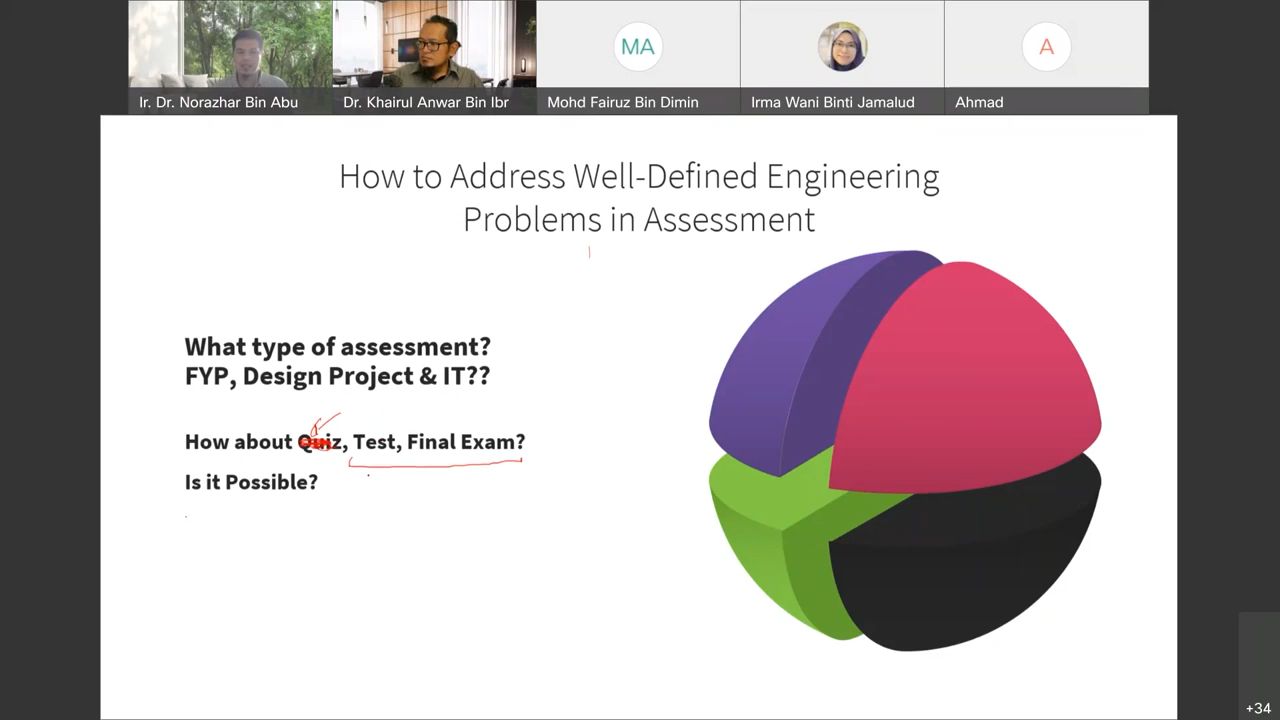 MA
A
Ir. Dr. Norazhar Bin Abu
Dr. Khairul Anwar Bin Ibr
Mohd Fairuz Bin Dimin
Irma Wani Binti Jamalud
Ahmad
How to Address Well-Defined Engineering
Problems in Assessment
What type of assessment?
FYP, Design Project & IT??
How about Quiz, Test, Final Exam?
Is it Possible?
+34